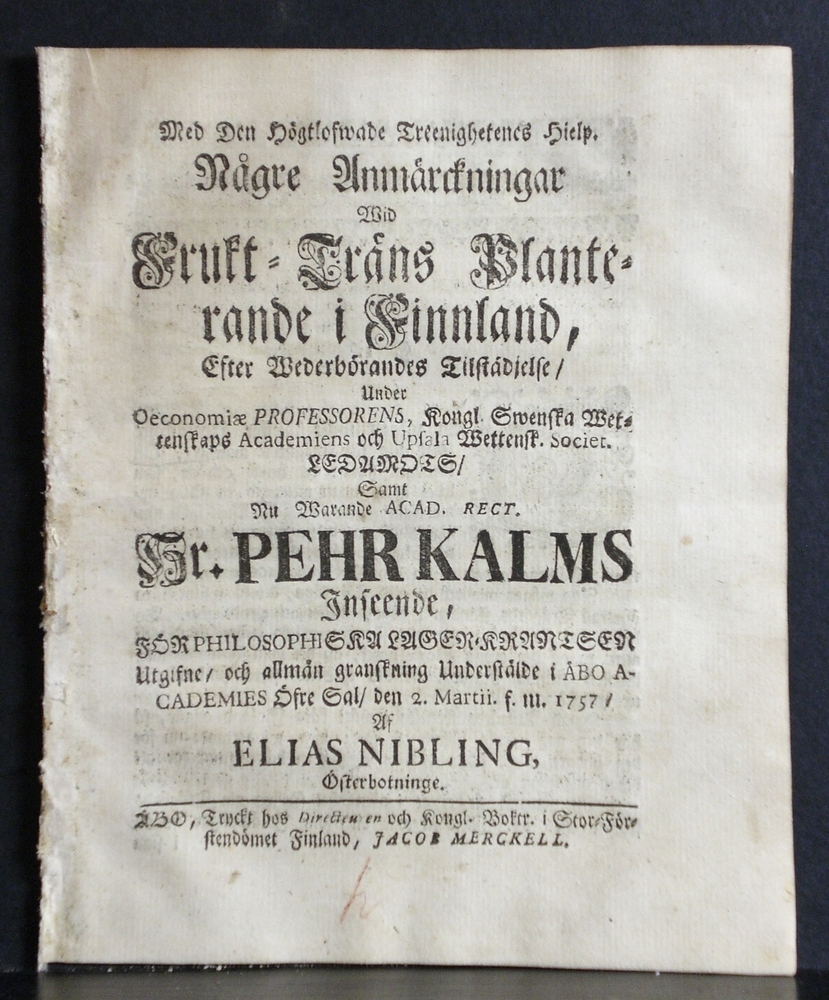 Med Den Högtlofwade Treenighetenes Hielp.
Någre Anmärckningar
Wid
Frukt-Träns Plante-
rande i Finnland,
Efter Wederbörandes Tilstädjelse/
Under
Oeconomiæ PROFESSORENS, Kongl. Swenska Wet-
tenskaps Academiens och Upsala Wettensk. Societ.
LEDAMOTS/
Samt
Nu Warande ACAD. RECT.
Hr. PEHR KALMS
Inseende,
FÖR PHILOSOPHISKA LAGER-KRANTSEN
Utgifne/ och allmän granskning Understälde i ÅBO A-
CADEMIES Öfre Sal/ den 2. Martii. f. m. 1757/
Af
ELIAS NIBLING,
Österbotninge.
ÅBO, Tryckt hos Directeuren och Kongl. Boktr. i Stor-För-
stendömet Finland, JACOB MERCKELL.